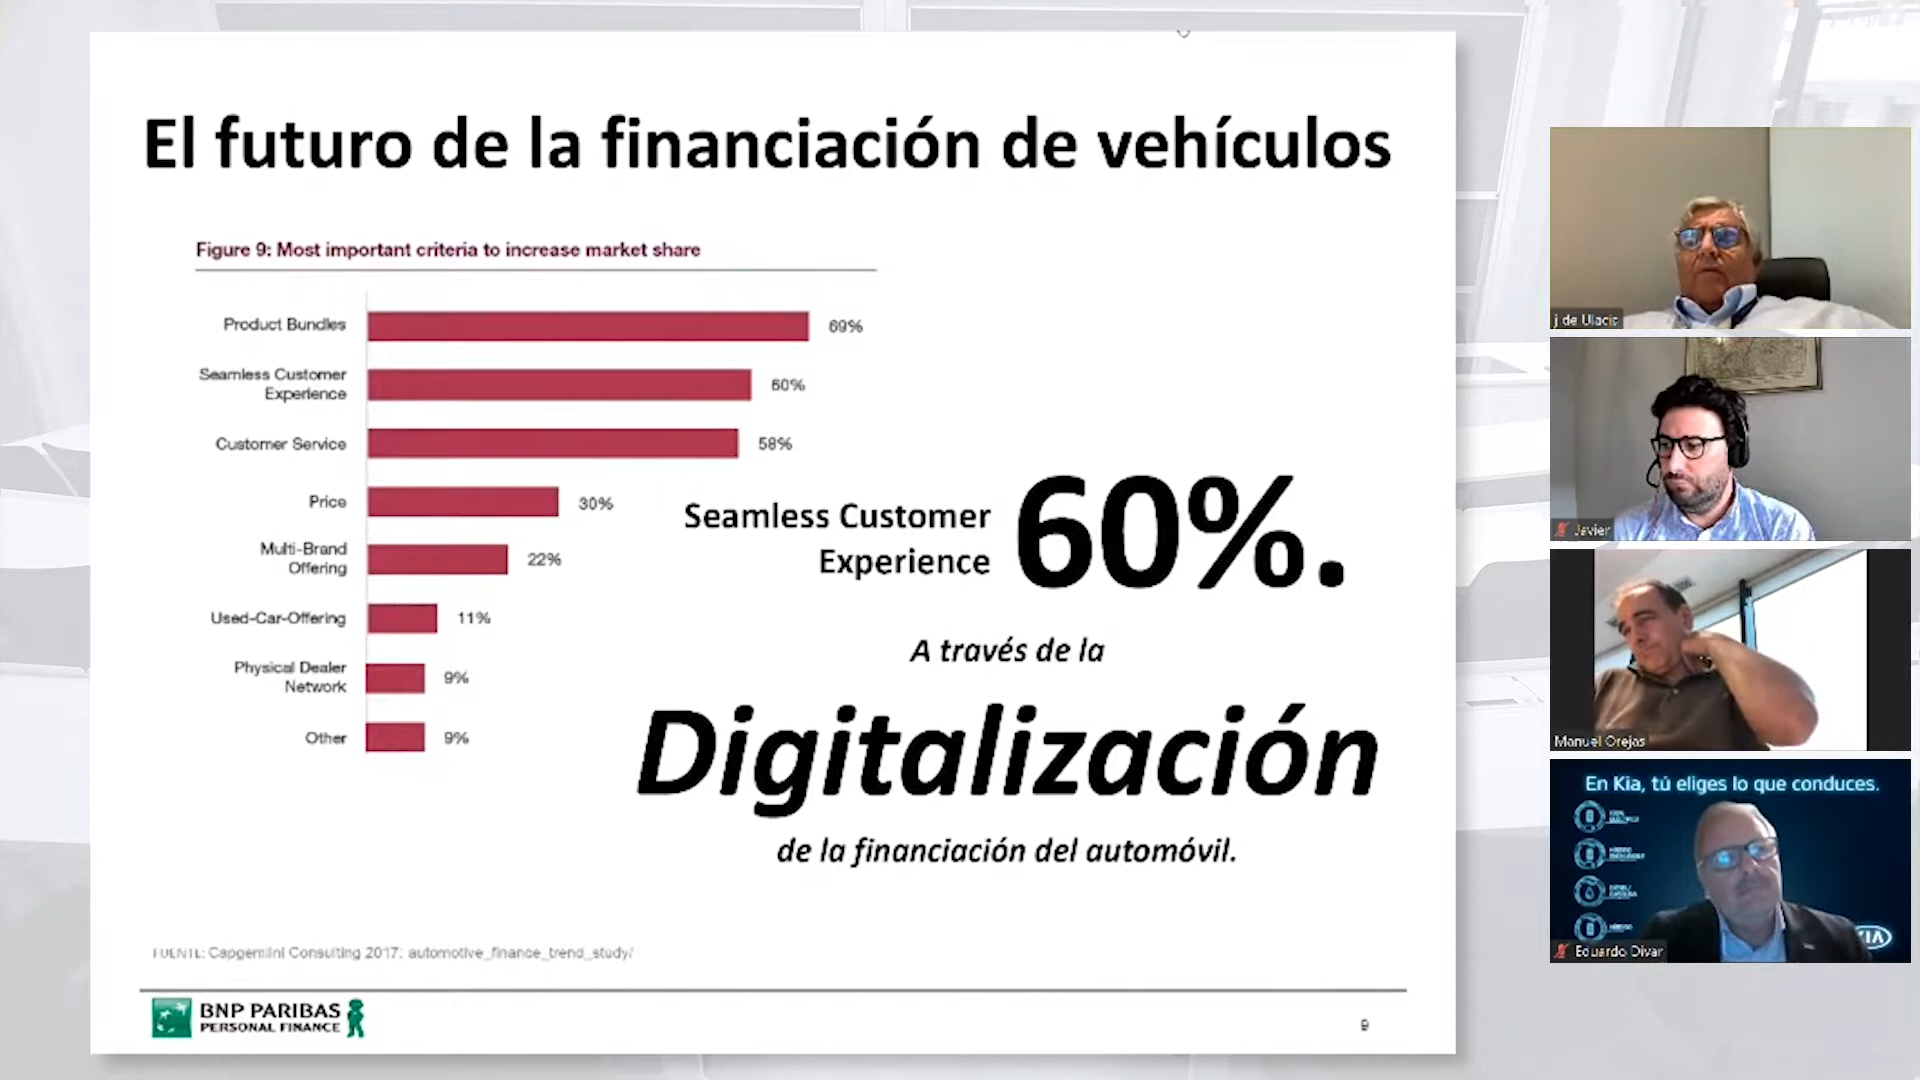 El futuro de la financiación de vehículos
Figure 9: Most important criteria to increase market share
Product Bundles
69%
Seamless Customer
Experience
60%
Customer Service
58%
Price
30%
Multi-Brand
Offering
22%
Used-Car-Offering
11%
Physical Dealer
Network
9%
Other
9%
Seamless Customer
Experience
60%.
A través de la
Digitalización
de la financiación del automóvil.
FUENTE: Capgemini Consulting 2017: automotive_finance_trend_study/
BNP PARIBAS
PERSONAL FINANCE
9
j de Ulacic
Javier
Manuel Orejas
En Kia, tú eliges lo que conduces.
KIA
Eduardo Divar